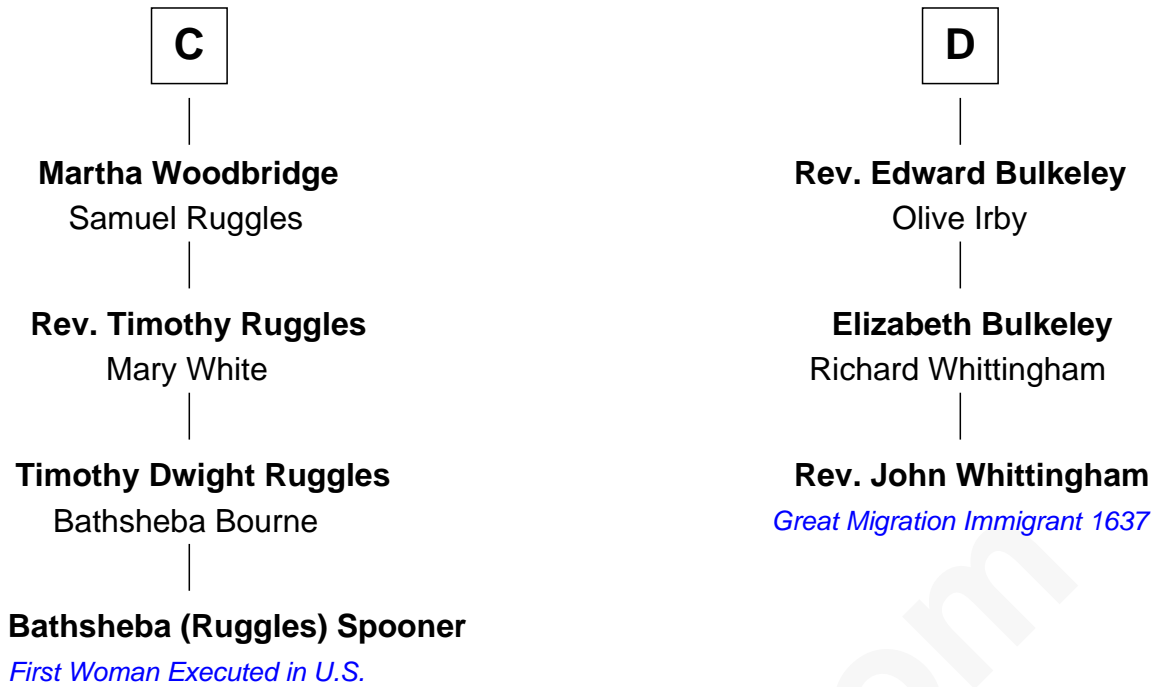 C
Martha Woodbridge
Samuel Ruggles
Rev. Timothy Ruggles
Mary White
Timothy Dwight Ruggles
Bathsheba Bourne
Bathsheba (Ruggles) Spooner
First Woman Executed in U.S.
D
Rev. Edward Bulkeley
Olive Irby
Elizabeth Bulkeley
Richard Whittingham
Rev. John Whittingham
Great Migration Immigrant 1637